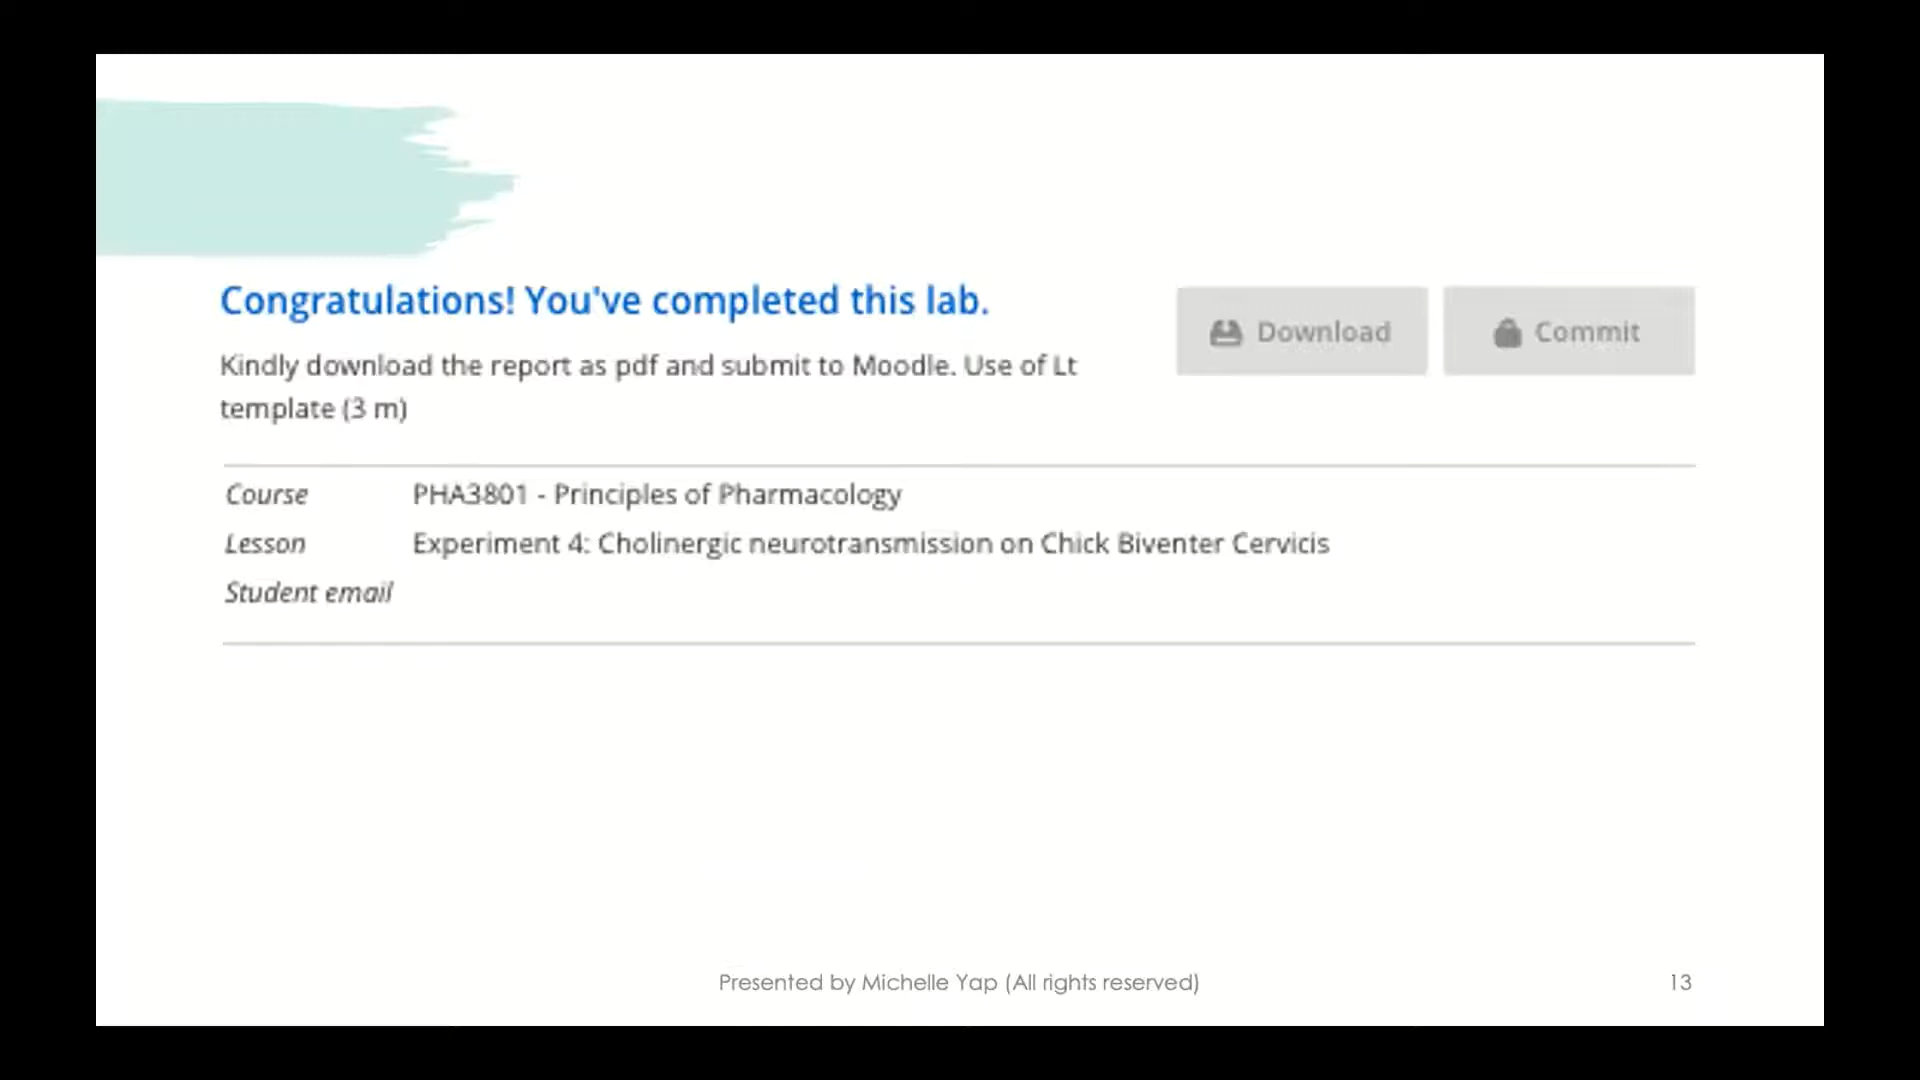 Congratulations! You've completed this lab.
Download
Commit
Kindly download the report as pdf and submit to Moodle. Use of Lt
template (3 m)
Course PHA3801 - Principles of Pharmacology
Lesson Experiment 4: Cholinergic neurotransmission on Chick Biventer Cervicis
Student email
Presented by Michelle Yap (All rights reserved)
13